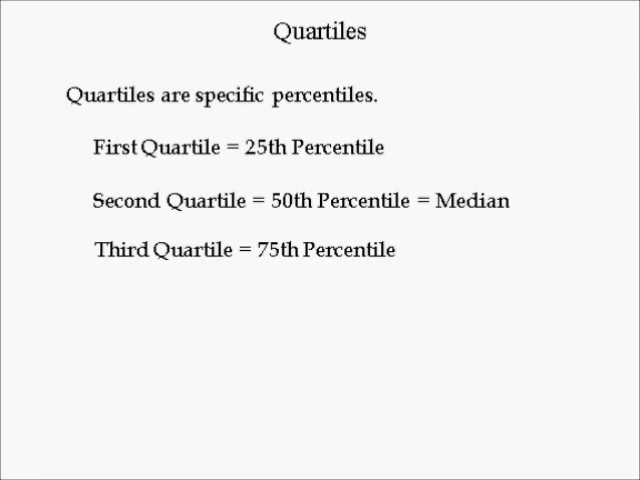 Quartiles
Quartiles are specific percentiles.
First Quartile = 25th Percentile
Second Quartile = 50th Percentile = Median
Third Quartile = 75th Percentile